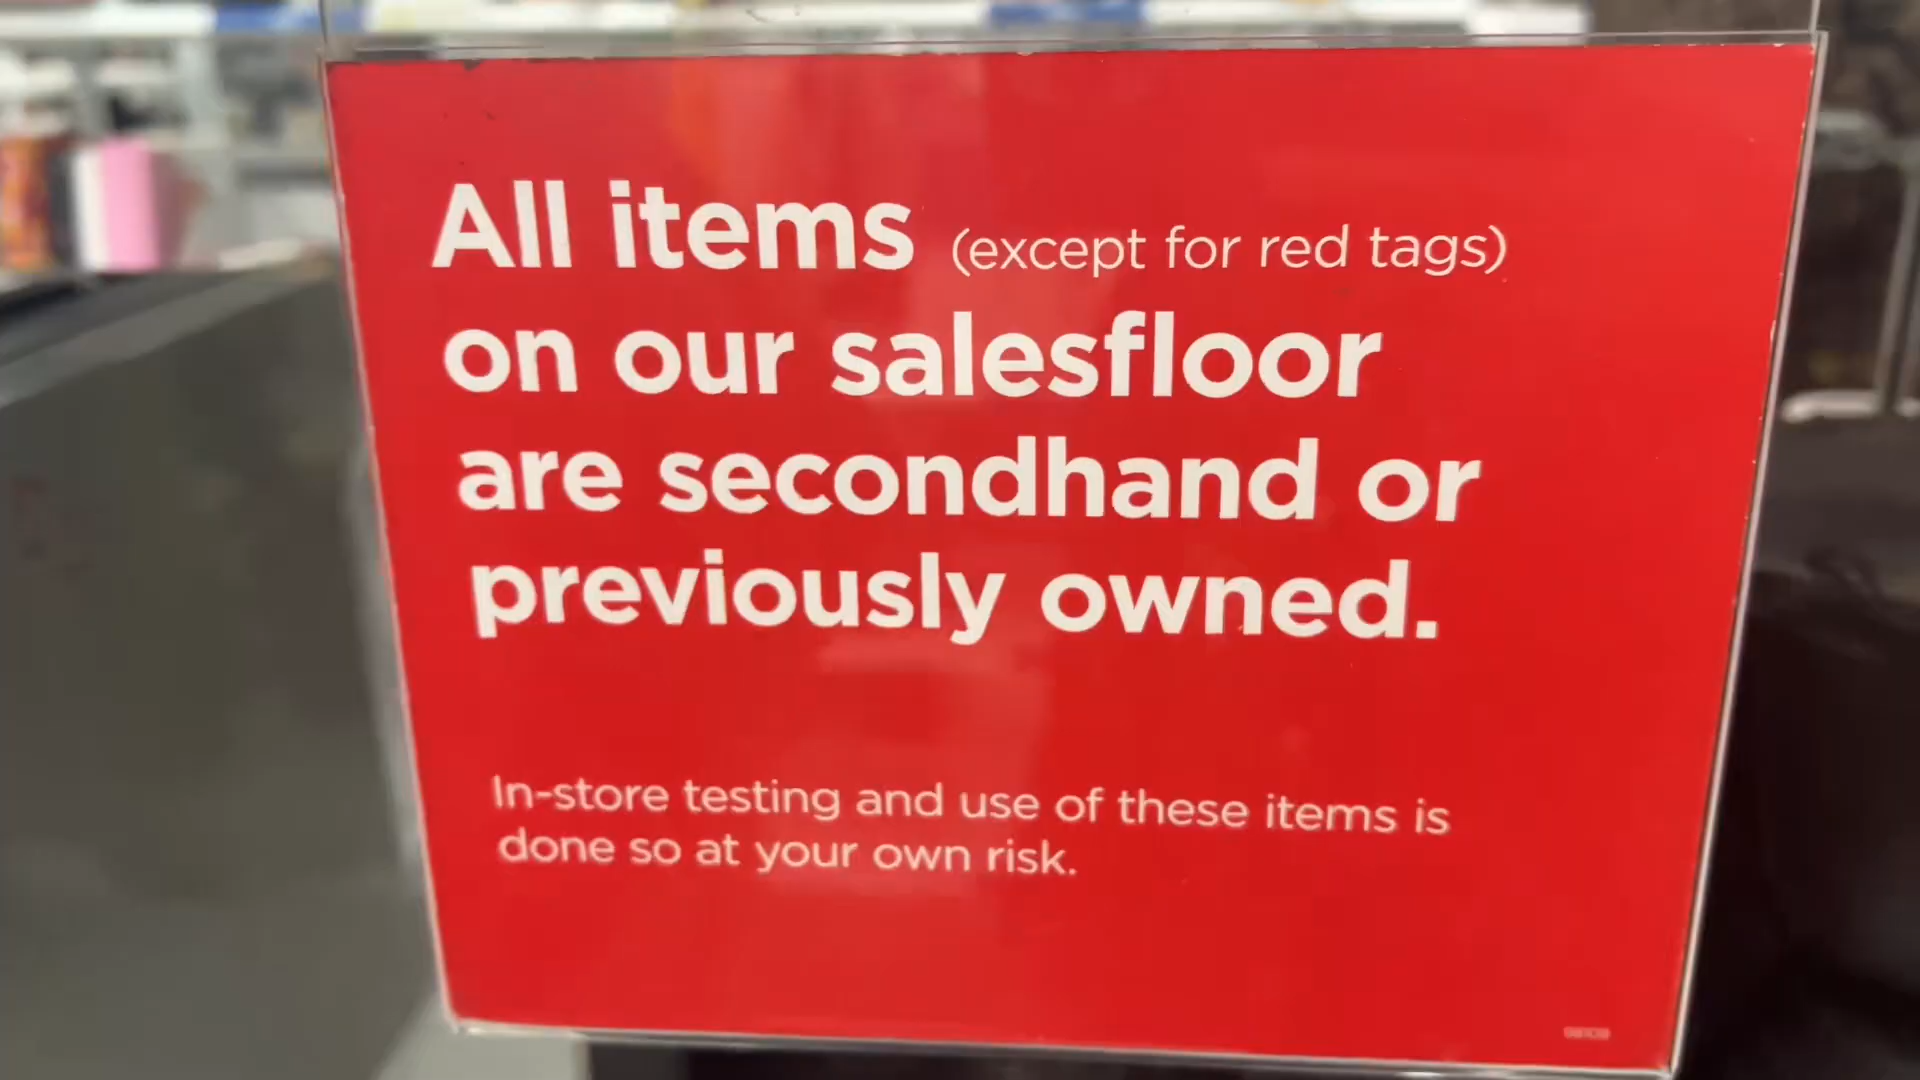 All items (except for red tags)
on our salesfloor
are secondhand or
previously owned.
In-store testing and use of these items is
done so at your own risk.